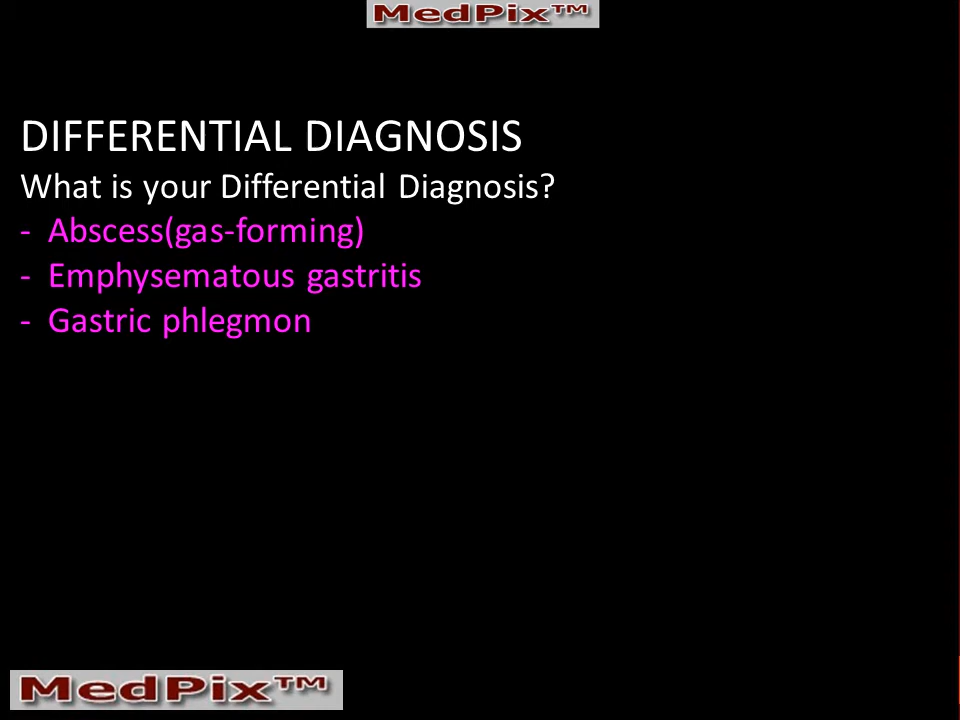 MedPix™
DIFFERENTIAL DIAGNOSIS
What is your Differential Diagnosis?
- Abscess(gas-forming)
- Emphysematous gastritis
- Gastric phlegmon
MedPix™